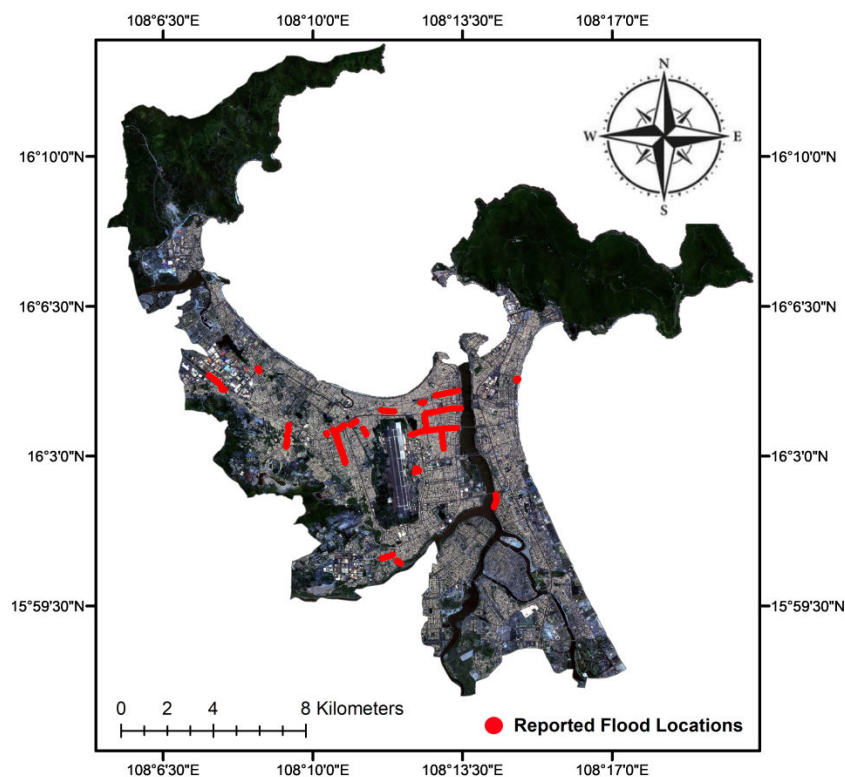 108°6'30"E 108°10'0"E 108°13'30"E 108°17'0"E
N
W E
S
16°10'0"N 16°10'0"N
16°6'30"N 16°6'30"N
16°3'0"N 16°3'0"N
15°59'30"N 15°59'30"N
0 2 4 8 Kilometers
Reported Flood Locations
108°6'30"E 108°10'0"E 108°13'30"E 108°17'0"E